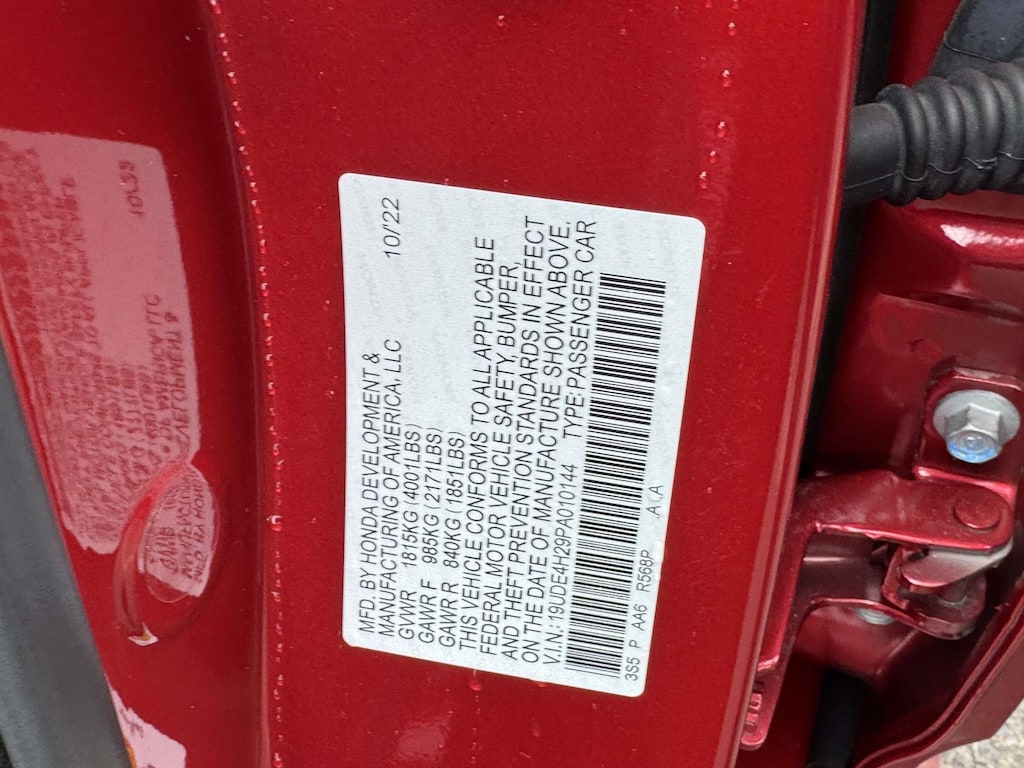 MFD. BY HONDA DEVELOPMENT &
MANUFACTURING OF AMERICA, LLC 10/'22
GVWR 1815KG (4001LBS)
GAWR F 985KG (2171LBS)
GAWR R 840KG (1851LBS)
THIS VEHICLE CONFORMS TO ALL APPLICABLE
FEDERAL MOTOR VEHICLE SAFETY, BUMPER,
AND THEFT PREVENTION STANDARDS IN EFFECT
ON THE DATE OF MANUFACTURE SHOWN ABOVE.
V.I.N.:19UDE4H29PA010144 TYPE:PASSENGER CAR
3S5 P AA6 R568P A A